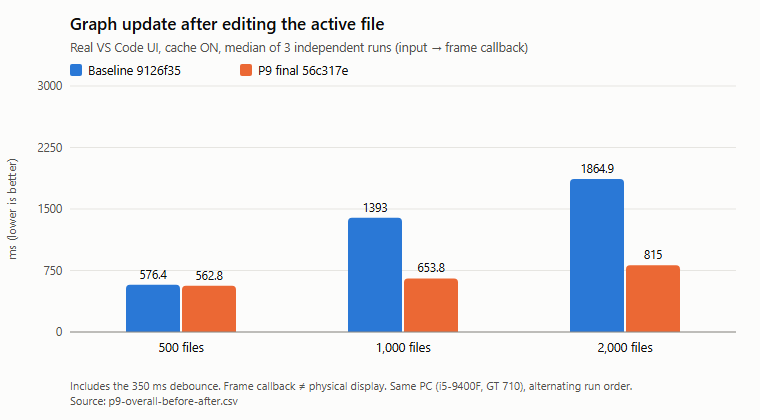 Graph update after editing the active file
Real VS Code UI, cache ON, median of 3 independent runs (input → frame callback)
Baseline 9126f35
P9 final 56c317e
ms (lower is better)
3000
2250
1500
750
0
576.4
562.8
1393
653.8
1864.9
815
500 files
1,000 files
2,000 files
Includes the 350 ms debounce. Frame callback ≠ physical display. Same PC (i5-9400F, GT 710), alternating run order.
Source: p9-overall-before-after.csv